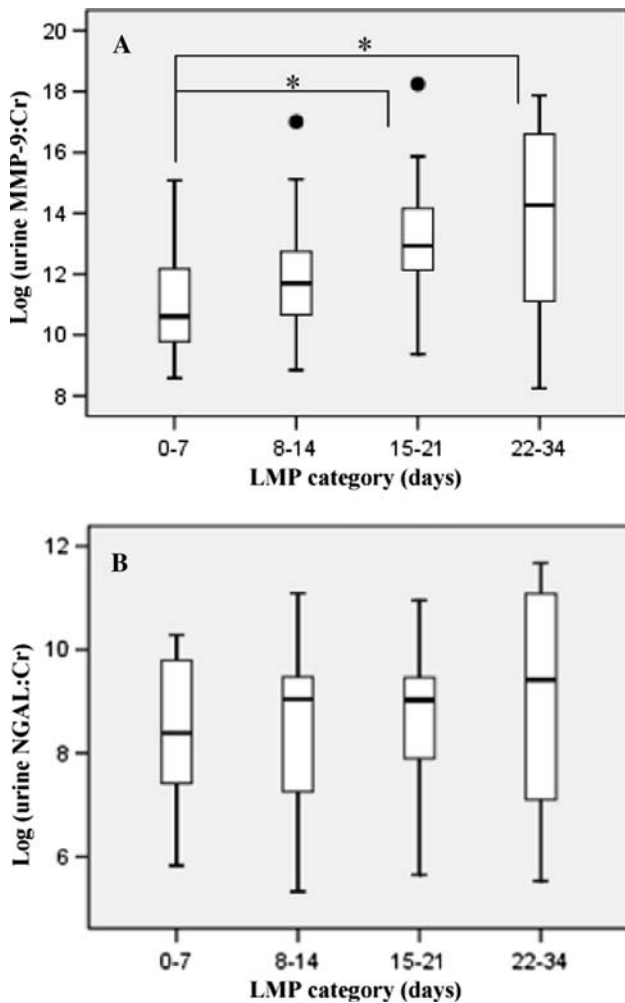 A
*
*
Log (urine MMP-9:Cr)
20
18
16
14
12
10
8
0-7 8-14 15-21 22-34
LMP category (days)
B
Log (urine NGAL:Cr)
12
10
8
6
0-7 8-14 15-21 22-34
LMP category (days)